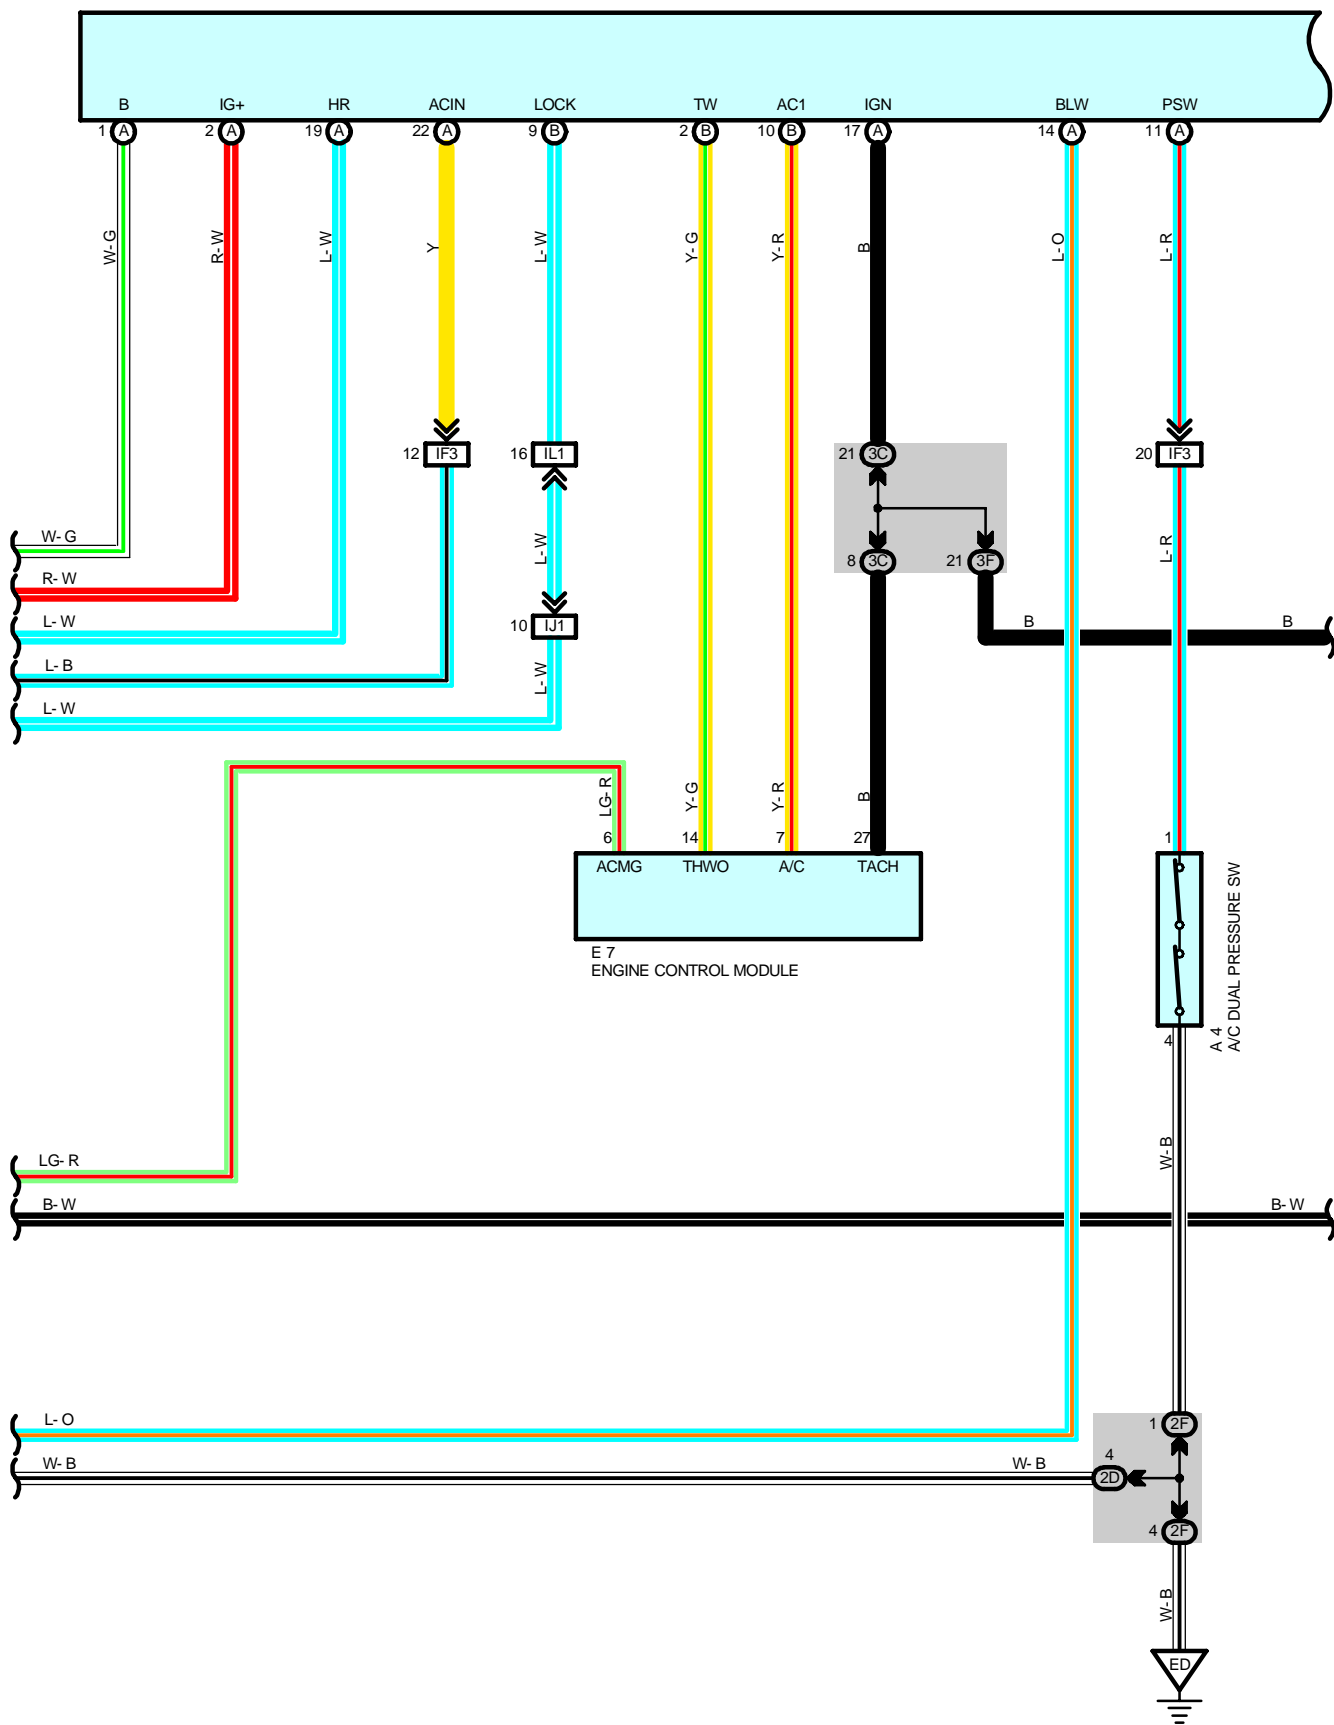 B IG+ HR ACIN LOCK TW AC1 IGN BLW PSW
1 A 2 A 19 A 22 A 9 B 2 B 10 B 17 A 14 A 11 A
W-G R-W L-W Y L-W Y-G Y-R B L-O L-R
12 IF3 16 IL1 21 3C 20 IF3
W-G L-W L-R
8 3C 21 3F
R-W
L-W 10 IJ1 B B
L-B L-W
L-W
LG-R Y-G Y-R B
6 14 7 27 1
ACMG THWO A/C TACH
E 7
ENGINE CONTROL MODULE
A 4
A/C DUAL PRESSURE SW
4
LG-R W-B
B-W B-W
L-O 1 2F
W-B W-B 4
2D
4 2F
W-B
ED